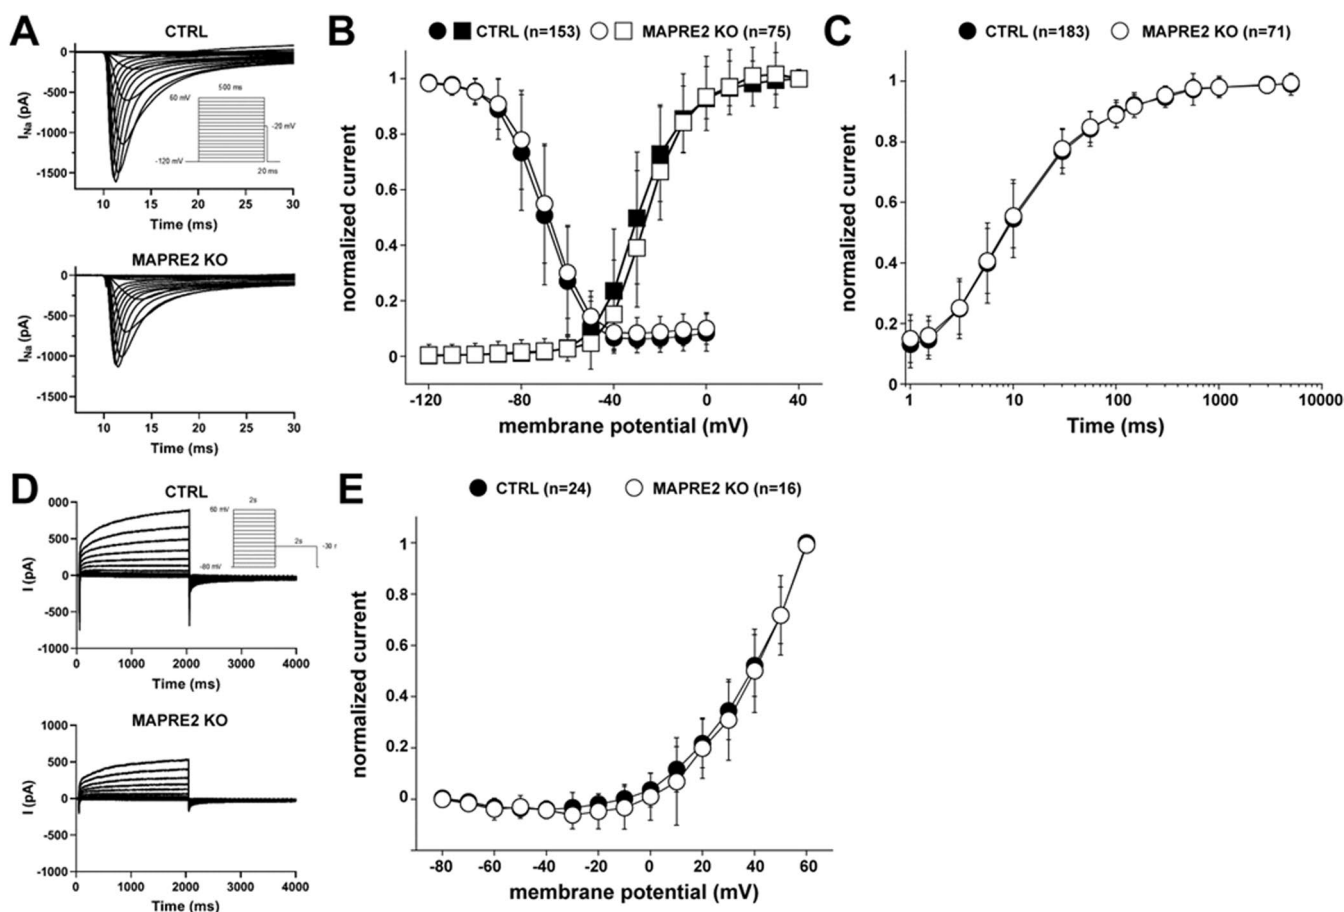 A
CTRL
I_Na (pA)
0
-500
-1000
-1500
500 ms
60 mV
-20 mV
-120 mV
20 ms
5 10 15 20 25 30
Time (ms)
MAPRE2 KO
I_Na (pA)
0
-500
-1000
-1500
5 10 15 20 25 30
Time (ms)
B
CTRL (n=153) MAPRE2 KO (n=75)
normalized current
1
0.8
0.6
0.4
0.2
0
-120 -80 -40 0 40
membrane potential (mV)
C
CTRL (n=183) MAPRE2 KO (n=71)
normalized current
1
0.8
0.6
0.4
0.2
0
1 10 100 1000 10000
Time (ms)
D
CTRL
I (pA)
000
500
0
-500
-1000
2s
60 mV
2s
-30 r
-80 mV
0 1000 2000 3000 4000
Time (ms)
MAPRE2 KO
I (pA)
1000
500
0
-500
-1000
0 1000 2000 3000 4000
Time (ms)
E
CTRL (n=24) MAPRE2 KO (n=16)
normalized current
1
0.8
0.6
0.4
0.2
0
-80 -60 -40 -20 0 20 40 60
membrane potential (mV)